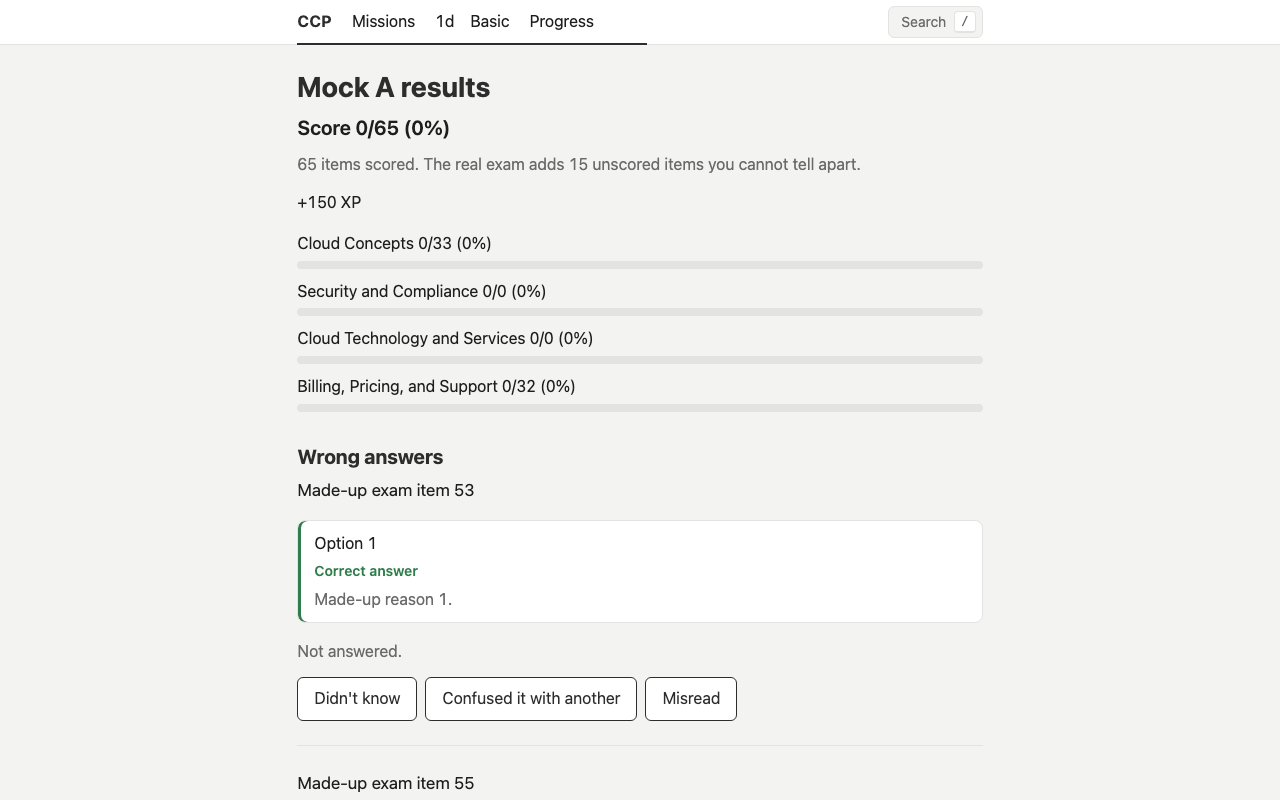 CCP Missions 1d Basic Progress Search /
Mock A results
Score 0/65 (0%)
65 items scored. The real exam adds 15 unscored items you cannot tell apart.
+150 XP
Cloud Concepts 0/33 (0%)
Security and Compliance 0/0 (0%)
Cloud Technology and Services 0/0 (0%)
Billing, Pricing, and Support 0/32 (0%)
Wrong answers
Made-up exam item 53
Option 1
Correct answer
Made-up reason 1.
Not answered.
Didn't know Confused it with another Misread
Made-up exam item 55